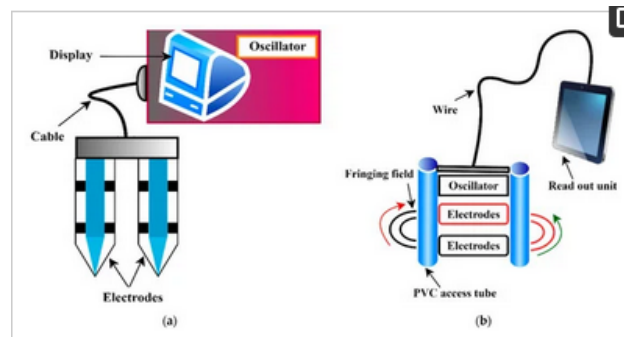 Display
Oscillator
Cable
Electrodes
(a)
Wire
Fringing field
Oscillator
Electrodes
Electrodes
Read out unit
PVC access tube
(b)